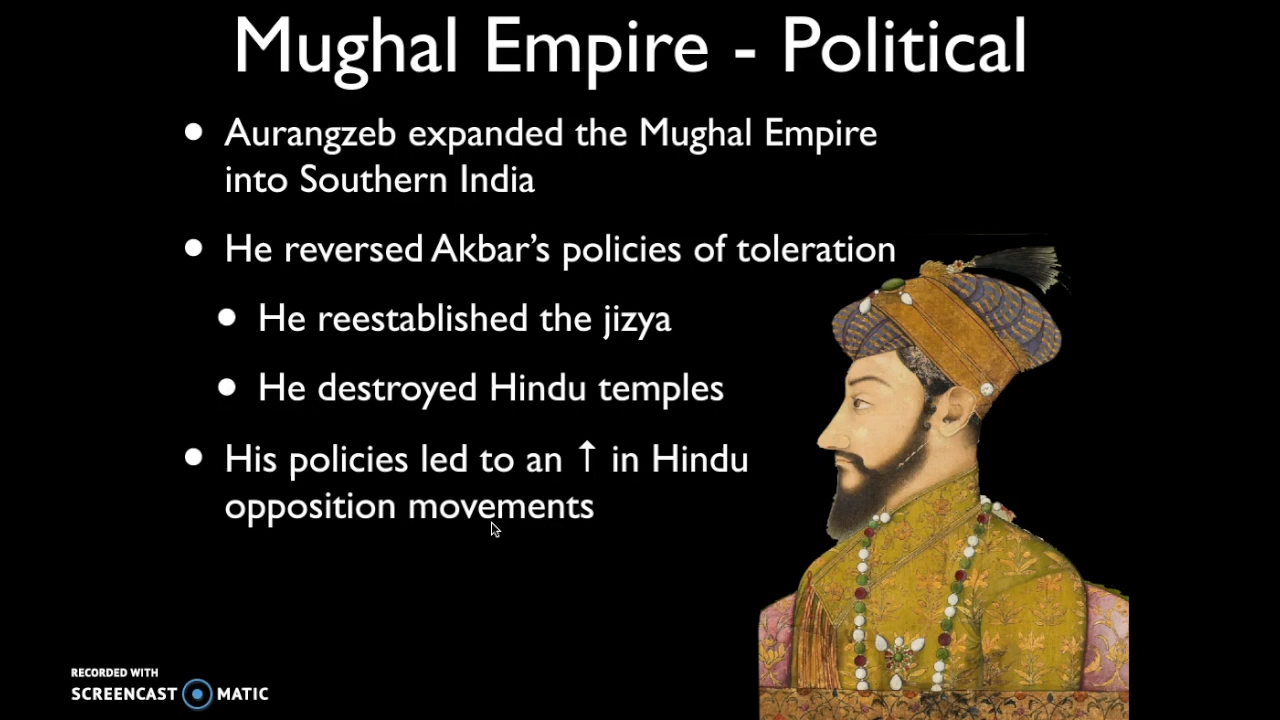 Mughal Empire - Political
• Aurangzeb expanded the Mughal Empire
into Southern India
• He reversed Akbar’s policies of toleration
• He reestablished the jizya
• He destroyed Hindu temples
• His policies led to an ↑ in Hindu
opposition movements
RECORDED WITH
SCREENCAST MATIC